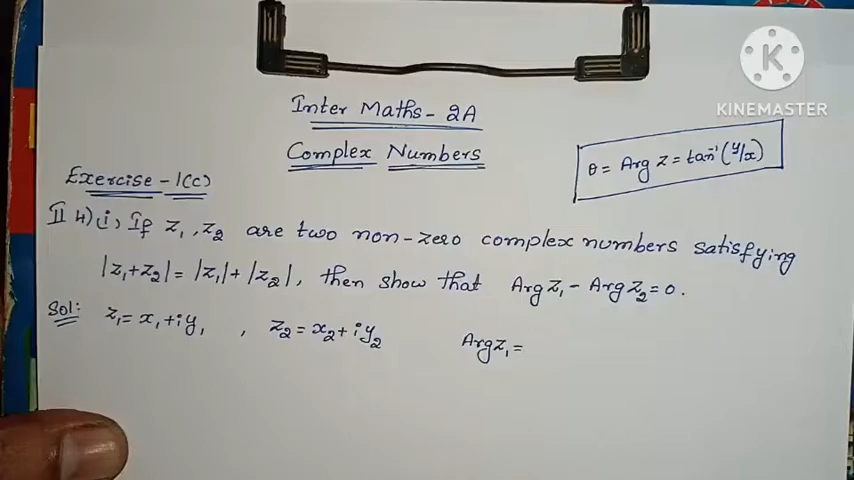 KINEMASTER
Inter Maths - 2A
Complex Numbers
θ = Arg z = tan⁻¹(y/x)
Exercise - 1(c)
II 4) (i) If z₁, z₂ are two non-zero complex numbers satisfying
|z₁+z₂| = |z₁| + |z₂|, then show that Arg z₁ - Arg z₂ = 0.
Sol: z₁ = x₁ + iy₁ , z₂ = x₂ + iy₂ Arg z₁ =